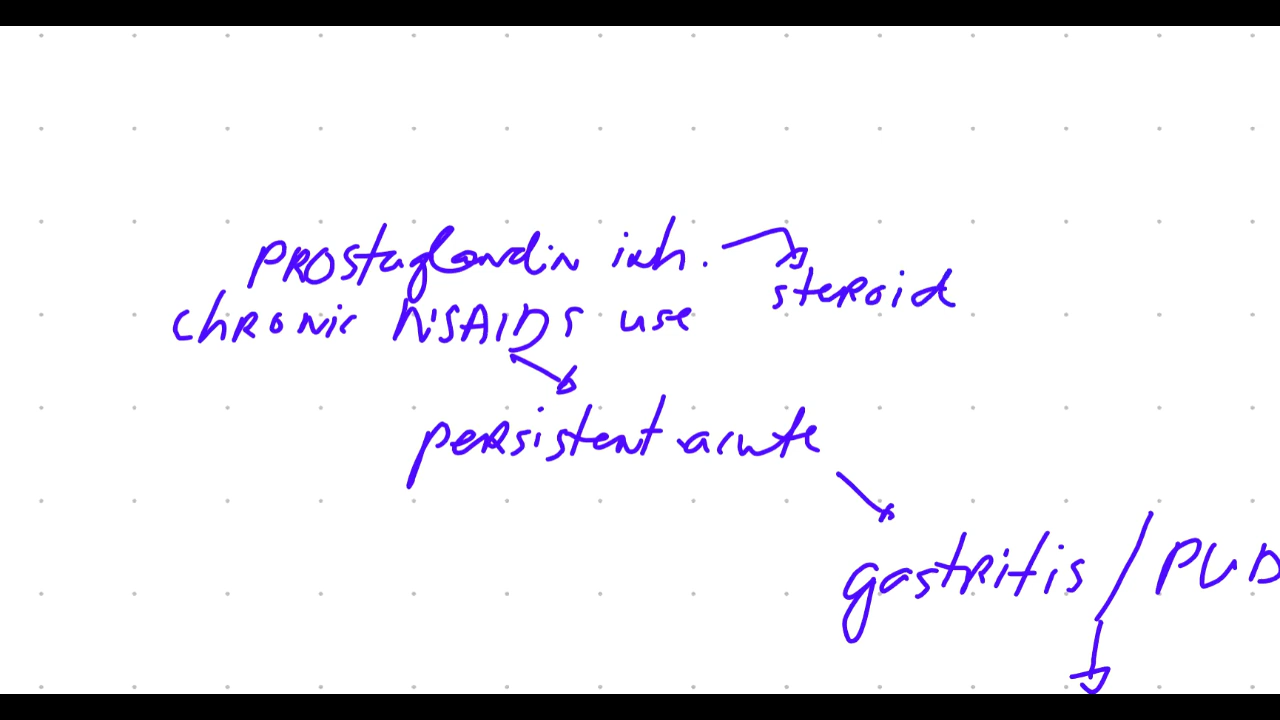 prostaglandin inh.
steroid
chronic NSAIDs use
persistent acute
gastritis / PUD